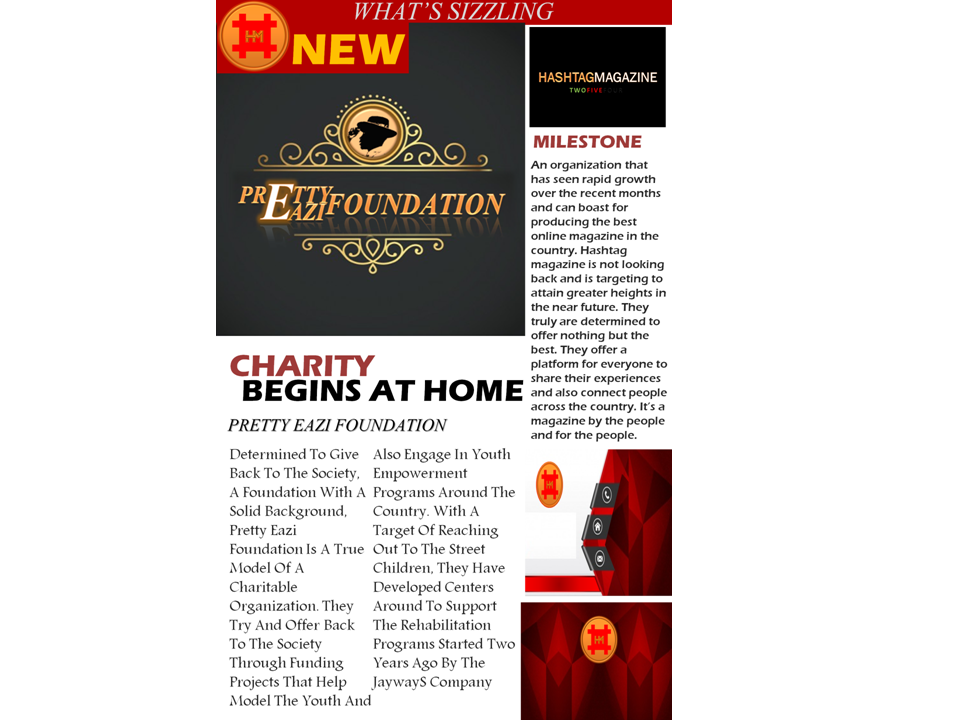 WHAT'S SIZZLING
HM
NEW
PRETTY
EAZI
FOUNDATION
CHARITY
BEGINS AT HOME
PRETTY EAZI FOUNDATION
Determined To Give
Back To The Society,
A Foundation With A
Solid Background,
Pretty Eazi
Foundation Is A True
Model Of A
Charitable
Organization. They
Try And Offer Back
To The Society
Through Funding
Projects That Help
Model The Youth And
Also Engage In Youth
Empowerment
Programs Around The
Country. With A
Target Of Reaching
Out To The Street
Children, They Have
Developed Centers
Around To Support
The Rehabilitation
Programs Started Two
Years Ago By The
JaywayS Company
HASHTAGMAGAZINE
TWOFIVEFOUR
MILESTONE
An organization that
has seen rapid growth
over the recent months
and can boast for
producing the best
online magazine in the
country. Hashtag
magazine is not looking
back and is targeting to
attain greater heights in
the near future. They
truly are determined to
offer nothing but the
best. They offer a
platform for everyone to
share their experiences
and also connect people
across the country. It's a
magazine by the people
and for the people.
HM
HM